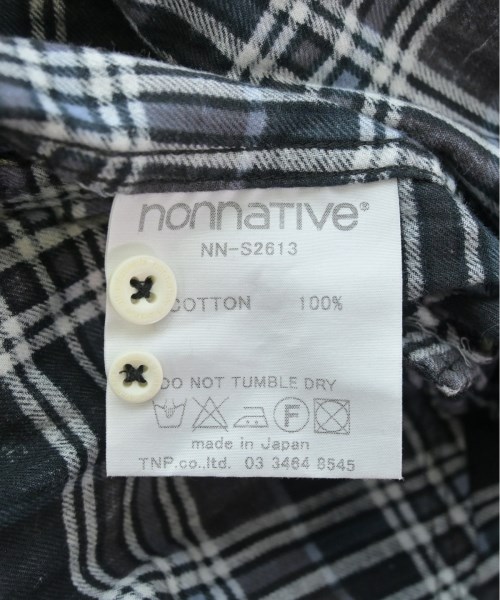 nonnative®
NN-S2613
COTTON 100%
DO NOT TUMBLE DRY
F
made in Japan
TNP.co.,ltd. 03 3464 8545